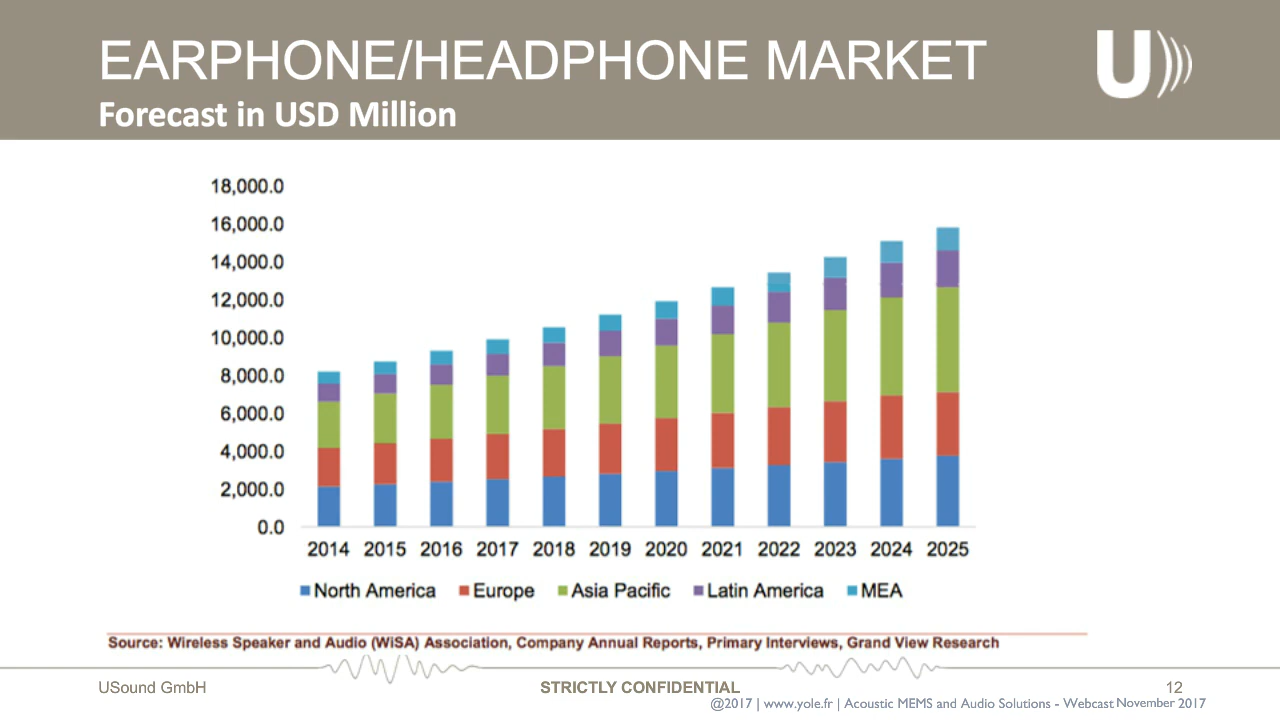 EARPHONE/HEADPHONE MARKET
U
Forecast in USD Million
18,000.0
16,000.0
14,000.0
12,000.0
10,000.0
8,000.0
6,000.0
4,000.0
2,000.0
0.0
2014 2015 2016 2017 2018 2019 2020 2021 2022 2023 2024 2025
North America Europe Asia Pacific Latin America MEA
Source: Wireless Speaker and Audio (WiSA) Association, Company Annual Reports, Primary Interviews, Grand View Research
USound GmbH STRICTLY CONFIDENTIAL 12
@2017 | www.yole.fr | Acoustic MEMS and Audio Solutions - Webcast November 2017